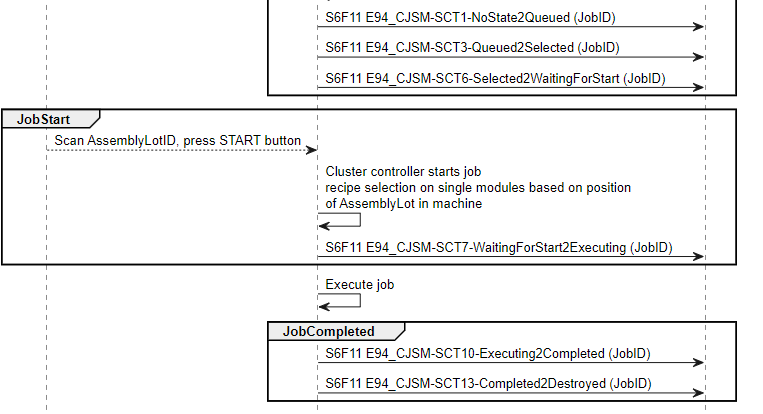 S6F11 E94_CJSM-SCT1-NoState2Queued (JobID)
S6F11 E94_CJSM-SCT3-Queued2Selected (JobID)
S6F11 E94_CJSM-SCT6-Selected2WaitingForStart (JobID)
JobStart
Scan AssemblyLotID, press START button
Cluster controller starts job
recipe selection on single modules based on position
of AssemblyLot in machine
S6F11 E94_CJSM-SCT7-WaitingForStart2Executing (JobID)
Execute job
JobCompleted
S6F11 E94_CJSM-SCT10-Executing2Completed (JobID)
S6F11 E94_CJSM-SCT13-Completed2Destroyed (JobID)